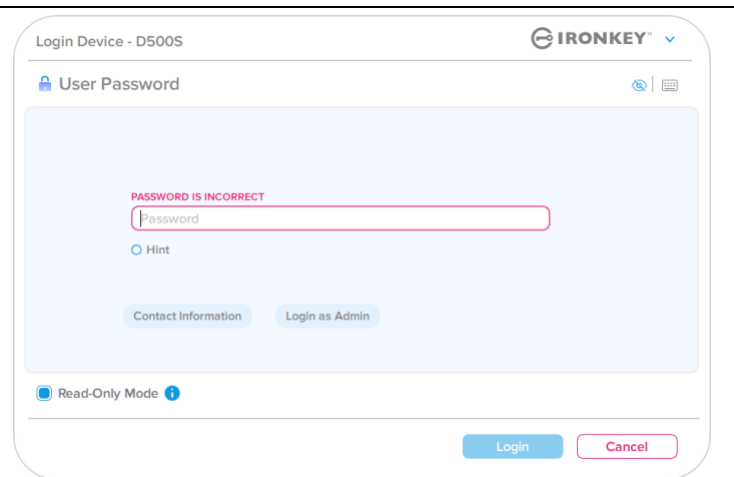 Login Device - D500S
IRONKEY™
User Password
PASSWORD IS INCORRECT
Password
Hint
Contact Information Login as Admin
Read-Only Mode
Login Cancel